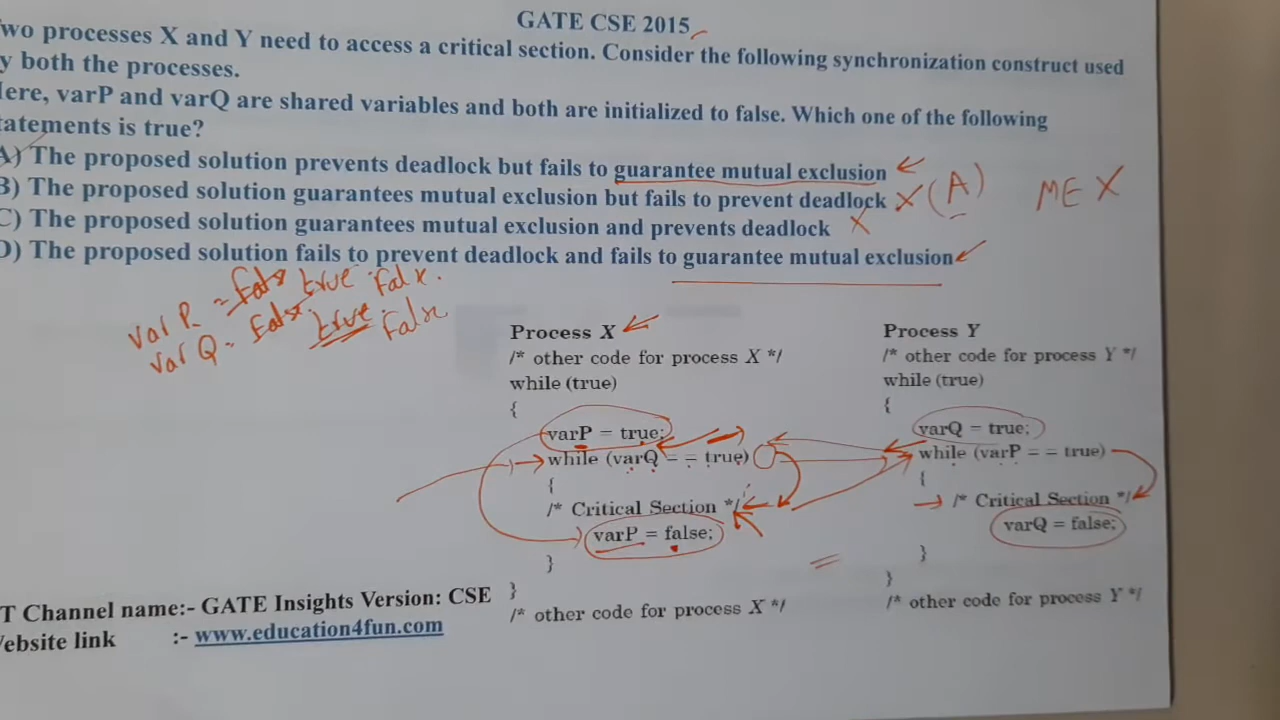 GATE CSE 2015
wo processes X and Y need to access a critical section. Consider the following synchronization construct used
y both the processes.
Here, varP and varQ are shared variables and both are initialized to false. Which one of the following
tatements is true?
A) The proposed solution prevents deadlock but fails to guarantee mutual exclusion
B) The proposed solution guarantees mutual exclusion but fails to prevent deadlock X (A) ME X
C) The proposed solution guarantees mutual exclusion and prevents deadlock X
D) The proposed solution fails to prevent deadlock and fails to guarantee mutual exclusion
var P = true
var Q = true
Process X
/* other code for process X */
while (true)
{
varP = true;
while (varQ = = true)
{
/* Critical Section */
varP = false;
}
}
/* other code for process X */
Process Y
/* other code for process Y */
while (true)
{
varQ = true;
while (varP = = true)
{
/* Critical Section */
varQ = false;
}
}
/* other code for process Y */
T Channel name:- GATE Insights Version: CSE
Website link :- www.education4fun.com